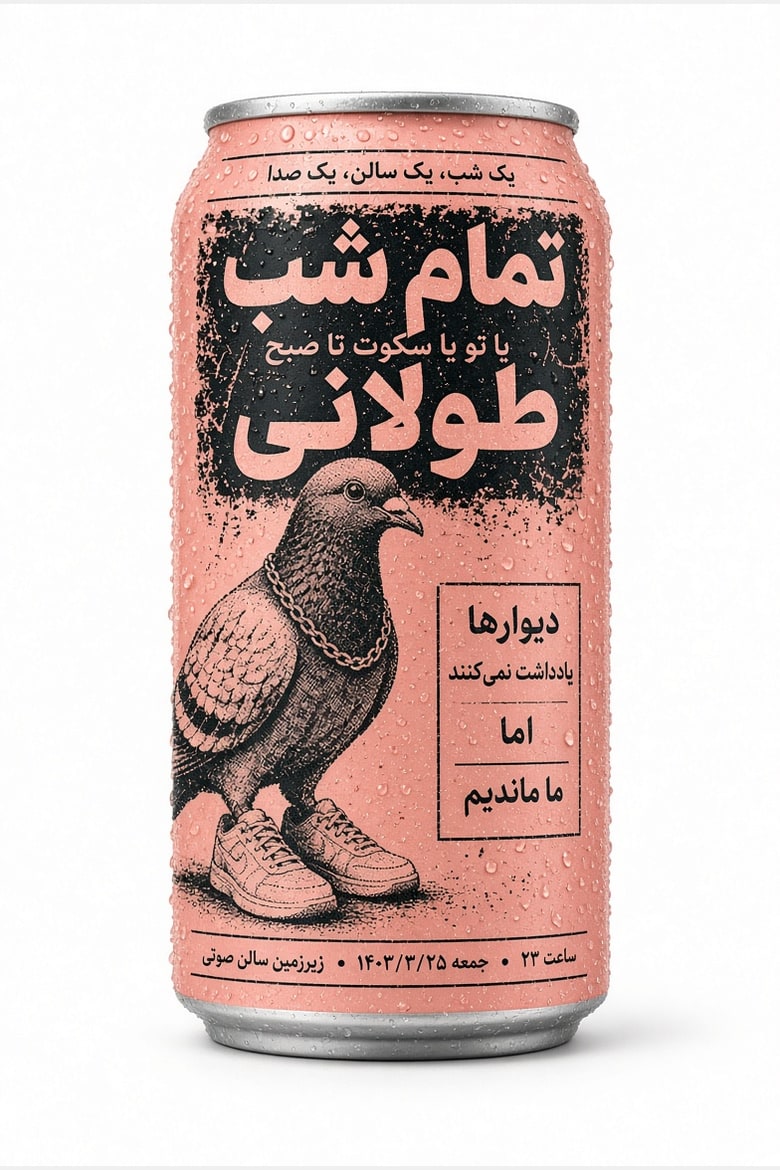 یک شب، یک سالن، یک صدا
تمام شب
یا تو یا سکوت تا صبح
طولانی
دیوارها
یادداشت نمی‌کنند
اما
ما ماندیم
ساعت ۲۳ • جمعه ۱۴۰۳/۳/۲۵ • زیرزمین سالن صوتی